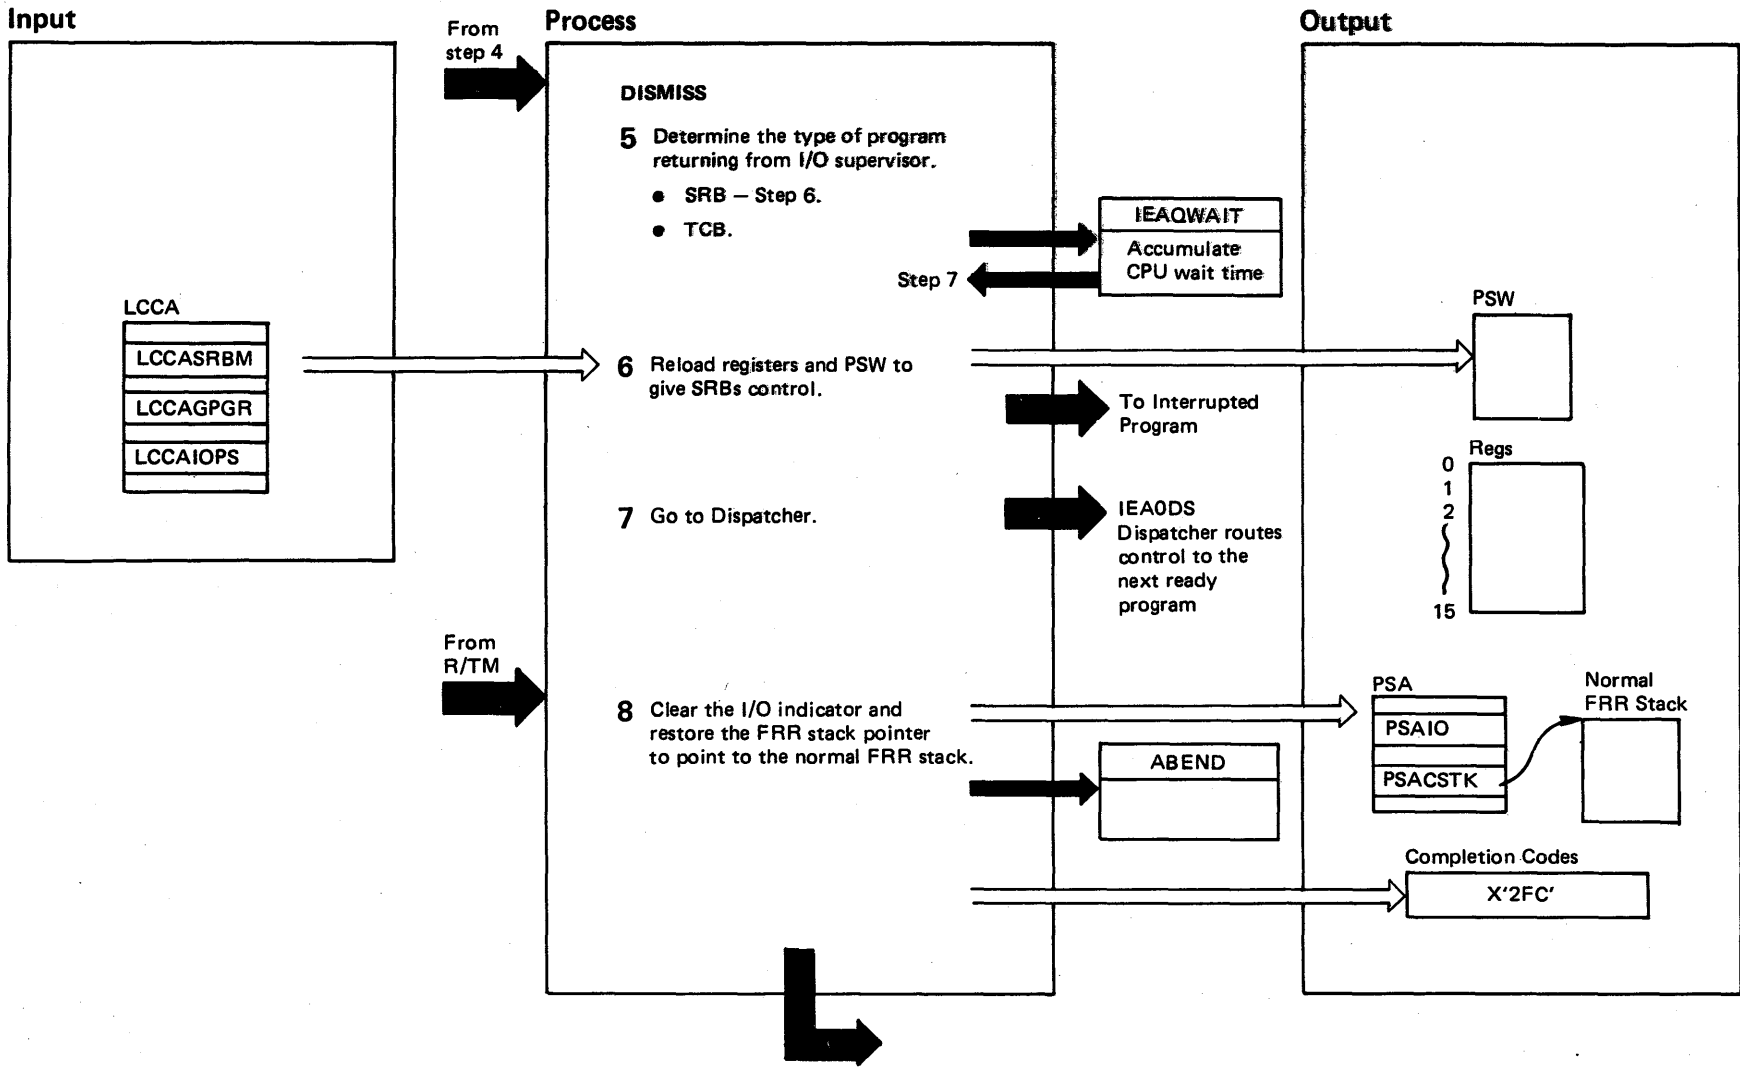 Input
Process
Output
From
step 4
DISMISS
5 Determine the type of program
returning from I/O supervisor.
● SRB — Step 6.
● TCB.
IEAQWAIT
Accumulate
CPU wait time
Step 7
LCCA
LCCASRBM
LCCAGPGR
LCCAIOPS
6 Reload registers and PSW to
give SRBs control.
To Interrupted
Program
PSW
Regs
0
1
2
15
7 Go to Dispatcher.
IEA0DS
Dispatcher routes
control to the
next ready
program
From
R/TM
8 Clear the I/O indicator and
restore the FRR stack pointer
to point to the normal FRR stack.
ABEND
PSA
PSAIO
PSACSTK
Normal
FRR Stack
Completion Codes
X'2FC'